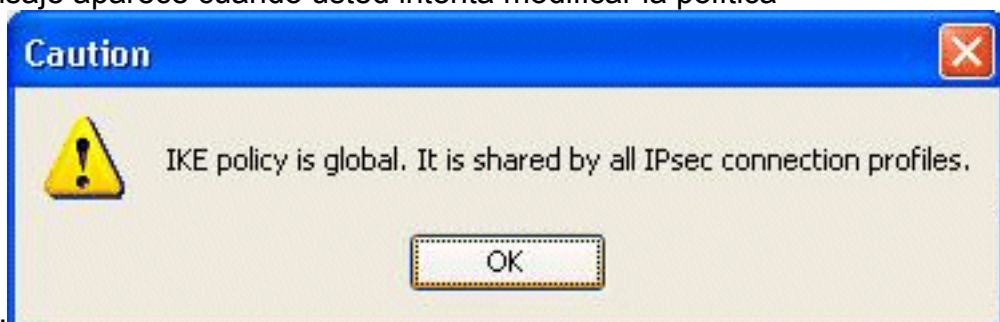 aparece cuando usted intenta modificar la política
Caution
IKE policy is global. It is shared by all IPsec connection profiles.
OK